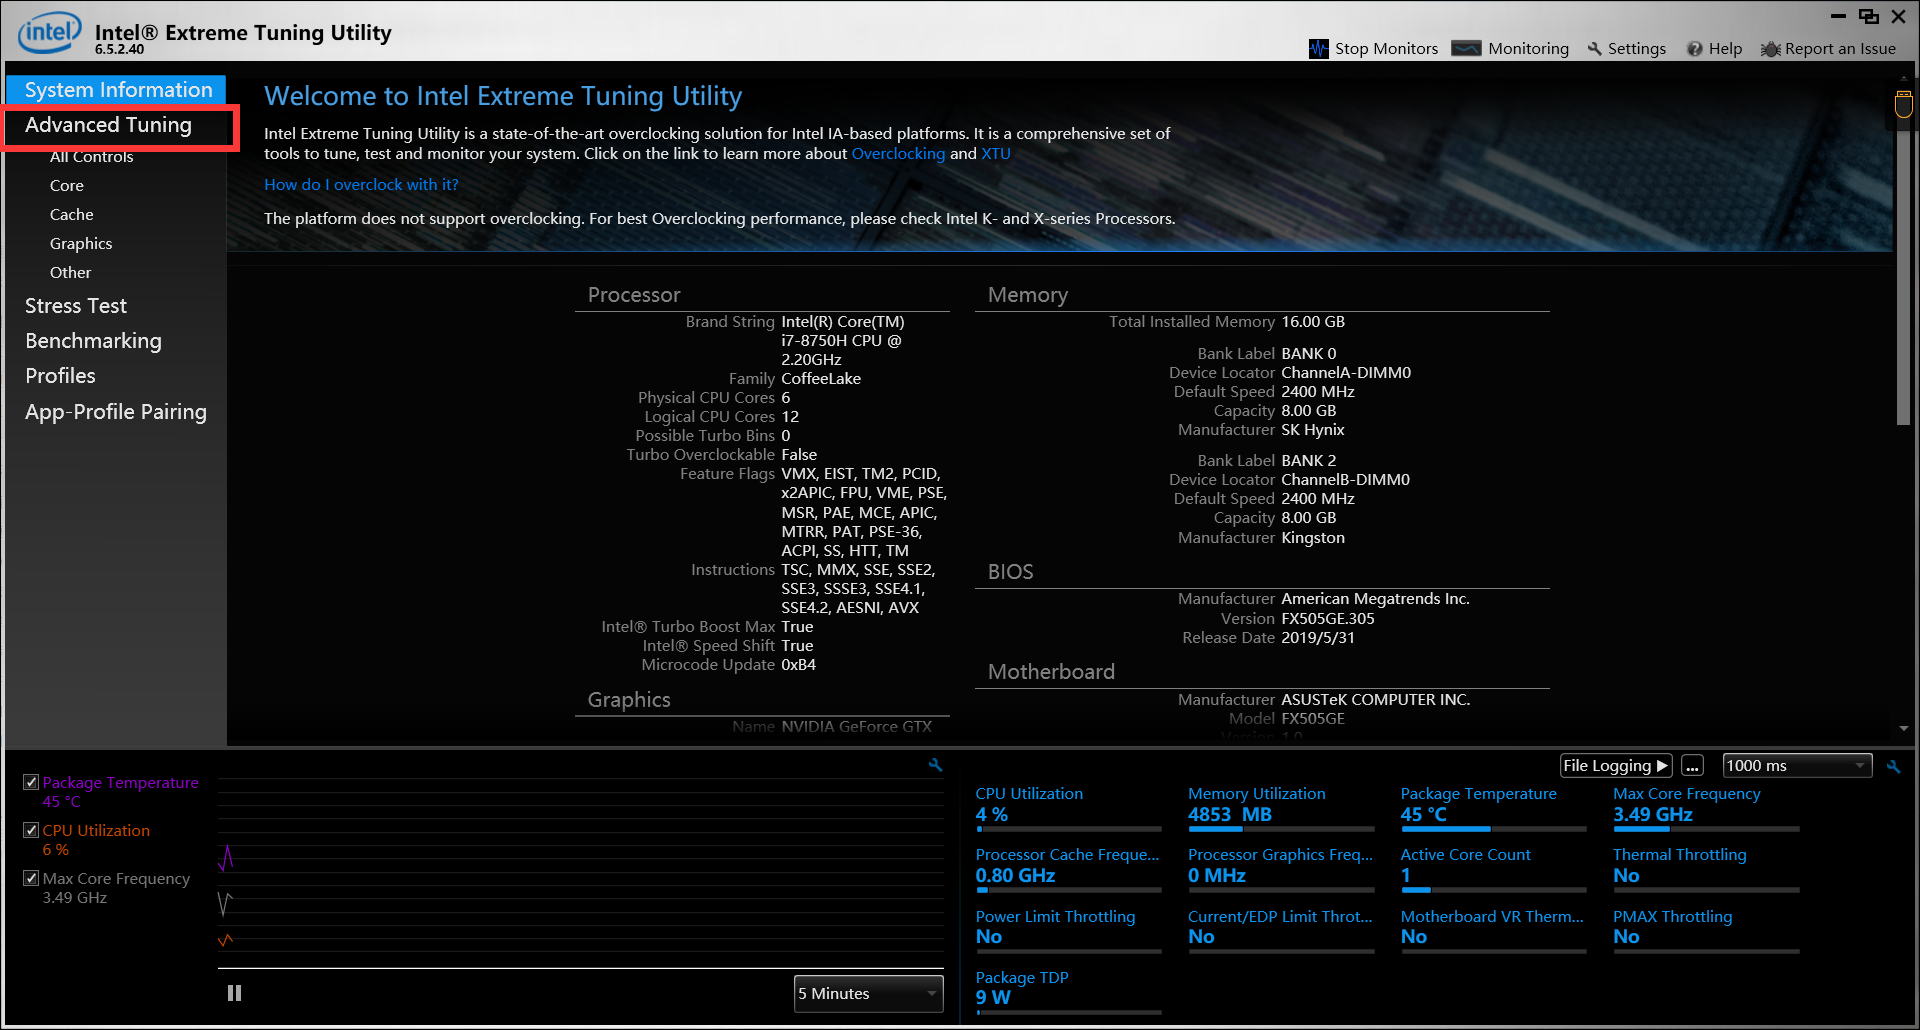 intel
Intel® Extreme Tuning Utility
6.5.2.40
Stop Monitors
Monitoring
Settings
Help
Report an Issue
System Information
Advanced Tuning
All Controls
Core
Cache
Graphics
Other
Stress Test
Benchmarking
Profiles
App-Profile Pairing
Welcome to Intel Extreme Tuning Utility
Intel Extreme Tuning Utility is a state-of-the-art overclocking solution for Intel IA-based platforms. It is a comprehensive set of
tools to tune, test and monitor your system. Click on the link to learn more about Overclocking and XTU
How do I overclock with it?
The platform does not support overclocking. For best Overclocking performance, please check Intel K- and X-series Processors.
Processor
Brand String Intel(R) Core(TM)
i7-8750H CPU @
2.20GHz
Family CoffeeLake
Physical CPU Cores 6
Logical CPU Cores 12
Possible Turbo Bins 0
Turbo Overclockable False
Feature Flags VMX, EIST, TM2, PCID,
x2APIC, FPU, VME, PSE,
MSR, PAE, MCE, APIC,
MTRR, PAT, PSE-36,
ACPI, SS, HTT, TM
Instructions TSC, MMX, SSE, SSE2,
SSE3, SSSE3, SSE4.1,
SSE4.2, AESNI, AVX
Intel® Turbo Boost Max True
Intel® Speed Shift True
Microcode Update 0xB4
Graphics
Name NVIDIA GeForce GTX
Memory
Total Installed Memory 16.00 GB
Bank Label BANK 0
Device Locator ChannelA-DIMM0
Default Speed 2400 MHz
Capacity 8.00 GB
Manufacturer SK Hynix
Bank Label BANK 2
Device Locator ChannelB-DIMM0
Default Speed 2400 MHz
Capacity 8.00 GB
Manufacturer Kingston
BIOS
Manufacturer American Megatrends Inc.
Version FX505GE.305
Release Date 2019/5/31
Motherboard
Manufacturer ASUSTeK COMPUTER INC.
Model FX505GE
Version 1.0
Package Temperature
45 °C
CPU Utilization
6 %
Max Core Frequency
3.49 GHz
5 Minutes
File Logging
...
1000 ms
CPU Utilization
4 %
Memory Utilization
4853 MB
Package Temperature
45 °C
Max Core Frequency
3.49 GHz
Processor Cache Freque...
0.80 GHz
Processor Graphics Freq...
0 MHz
Active Core Count
1
Thermal Throttling
No
Power Limit Throttling
No
Current/EDP Limit Throt...
No
Motherboard VR Therm...
No
PMAX Throttling
No
Package TDP
9 W